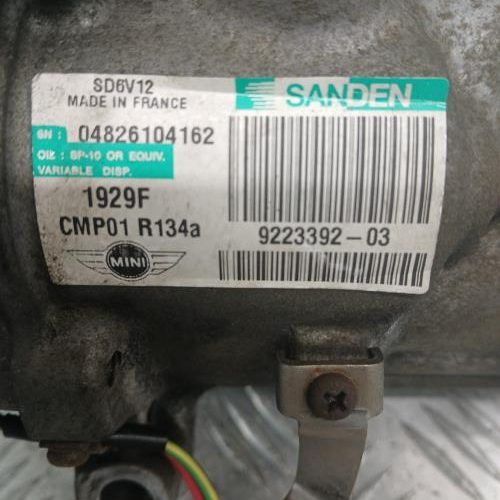 SD6V12
MADE IN FRANCE
SANDEN
SN : 04826104162
OIL : SP-10 OR EQUIV.
VARIABLE DISP.
1929F
CMP01 R134a
9223392-03
MINI